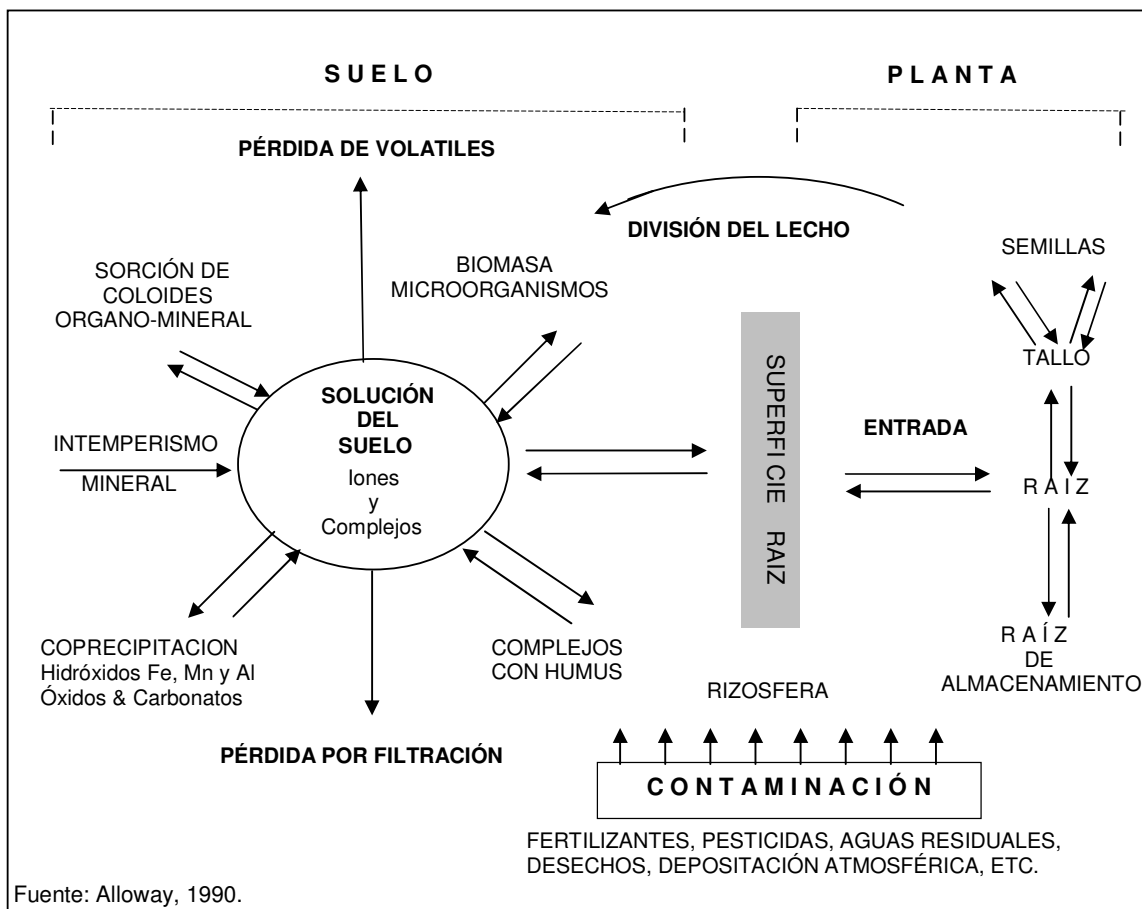 S U E L O
P L A N T A
PÉRDIDA DE VOLATILES
DIVISIÓN DEL LECHO
SEMILLAS
SORCIÓN DE
COLOIDES
ORGANO-MINERAL
BIOMASA
MICROORGANISMOS
TALLO
SOLUCIÓN
DEL
SUELO
Iones
y
Complejos
INTEMPERISMO
MINERAL
SUPERFICIE RAIZ
ENTRADA
R A I Z
COPRECIPITACION
Hidróxidos Fe, Mn y Al
Óxidos & Carbonatos
COMPLEJOS
CON HUMUS
R A Í Z
DE
ALMACENAMIENTO
RIZOSFERA
PÉRDIDA POR FILTRACIÓN
C O N T A M I N A C I Ó N
FERTILIZANTES, PESTICIDAS, AGUAS RESIDUALES,
DESECHOS, DEPOSITACIÓN ATMOSFÉRICA, ETC.
Fuente: Alloway, 1990.